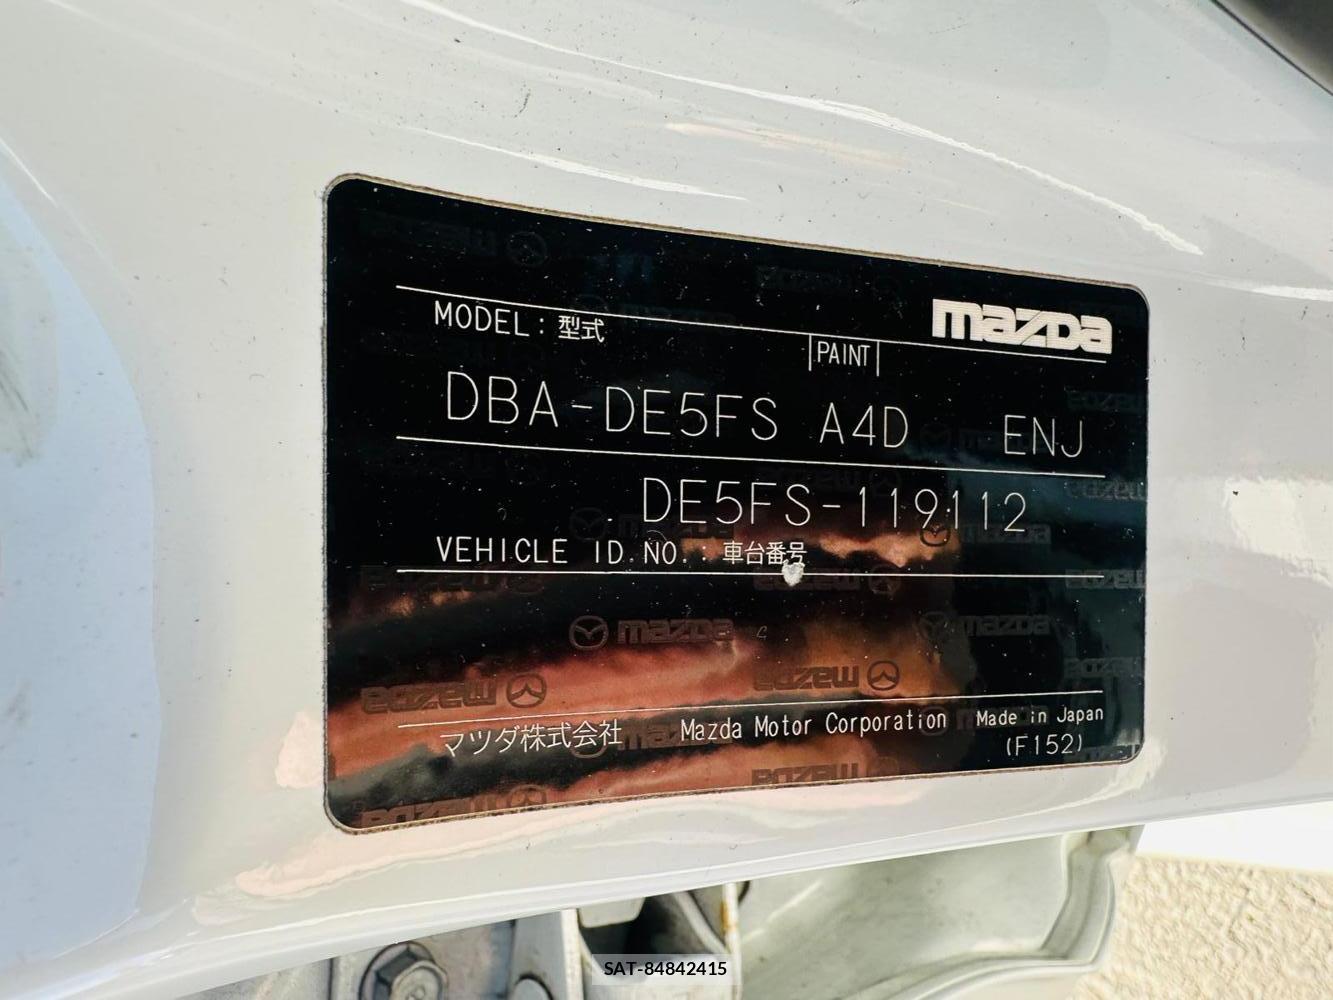 mazda
MODEL : 型式
PAINT
DBA-DE5FS A4D ENJ
DE5FS-119112
VEHICLE ID.NO. : 車台番号
マツダ株式会社 Mazda Motor Corporation Made in Japan
(F152)
SAT-84842415